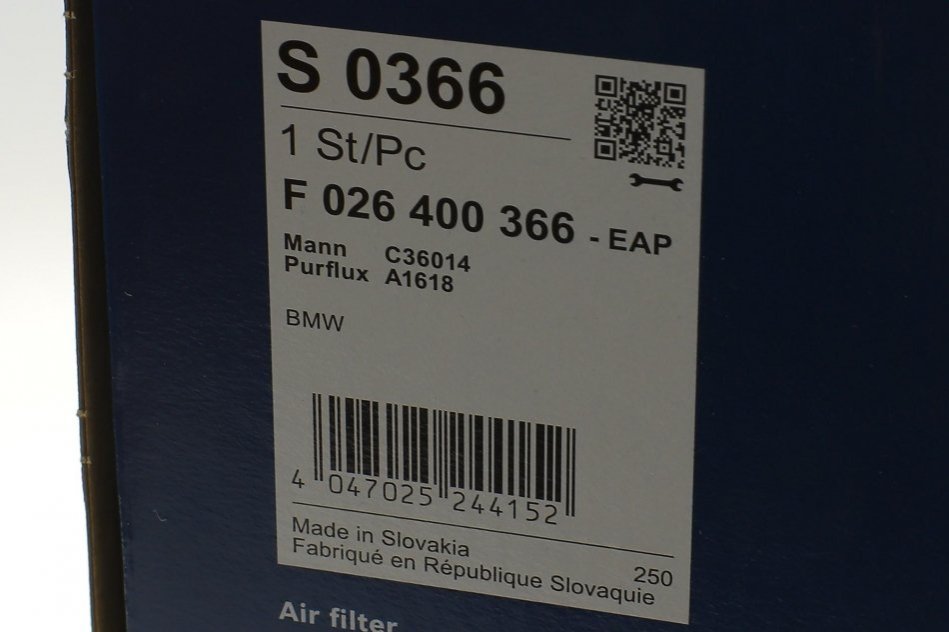 S 0366
1 St/Pc
F 026 400 366 - EAP
Mann C36014
Purflux A1618
BMW
4 047025 244152
Made in Slovakia
Fabriqué en République Slovaquie
250
Air filter